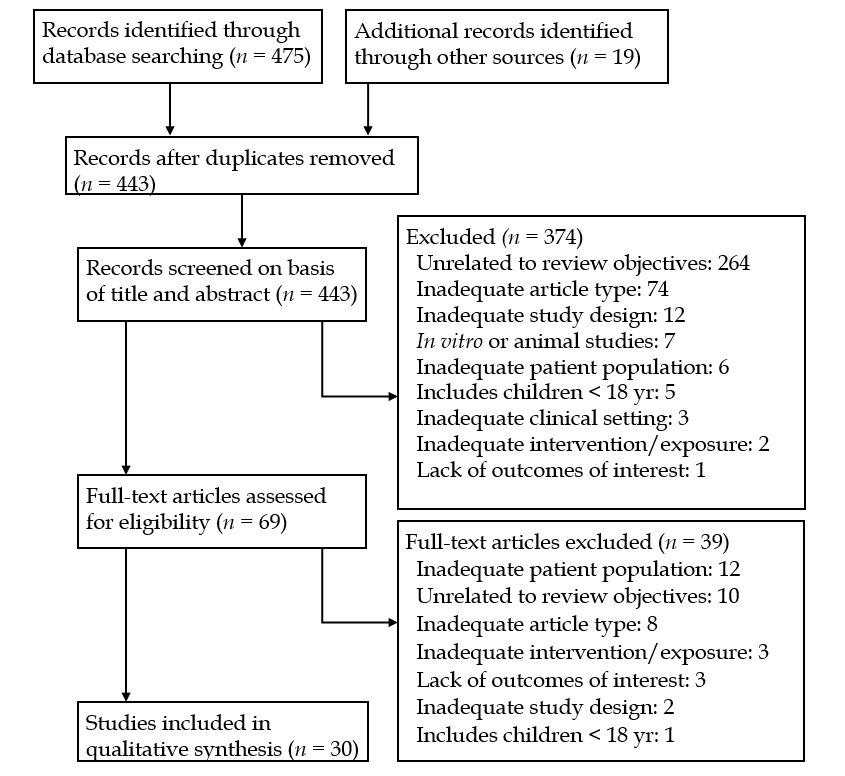 Records identified through
database searching (n = 475)
Additional records identified
through other sources (n = 19)
Records after duplicates removed
(n = 443)
Records screened on basis
of title and abstract (n = 443)
Excluded (n = 374)
Unrelated to review objectives: 264
Inadequate article type: 74
Inadequate study design: 12
In vitro or animal studies: 7
Inadequate patient population: 6
Includes children < 18 yr: 5
Inadequate clinical setting: 3
Inadequate intervention/exposure: 2
Lack of outcomes of interest: 1
Full-text articles assessed
for eligibility (n = 69)
Full-text articles excluded (n = 39)
Inadequate patient population: 12
Unrelated to review objectives: 10
Inadequate article type: 8
Inadequate intervention/exposure: 3
Lack of outcomes of interest: 3
Inadequate study design: 2
Includes children < 18 yr: 1
Studies included in
qualitative synthesis (n = 30)